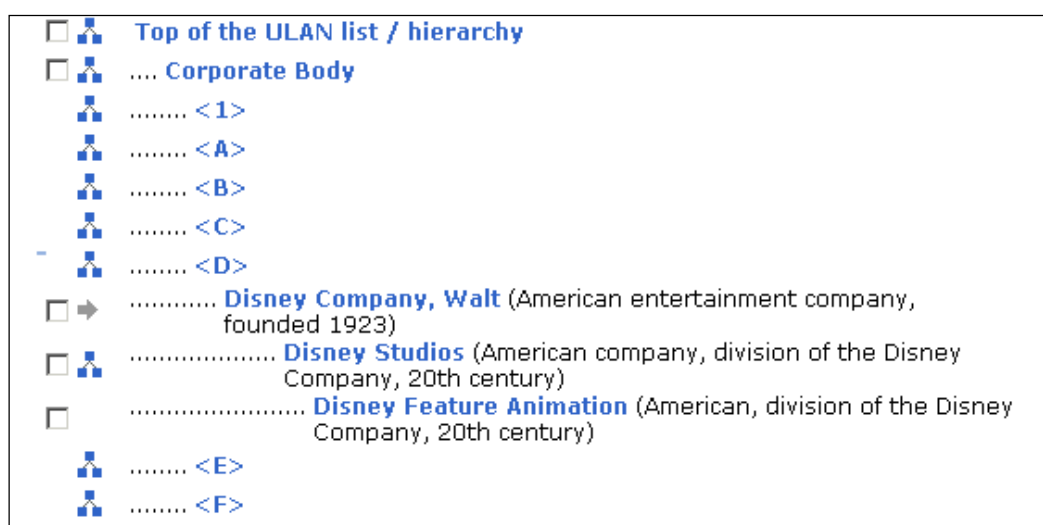 Top of the ULAN list / hierarchy
.... Corporate Body
........ <1>
........ <A>
........ <B>
........ <C>
........ <D>
............ Disney Company, Walt (American entertainment company,
founded 1923)
.................... Disney Studios (American company, division of the Disney
Company, 20th century)
........................ Disney Feature Animation (American, division of the Disney
Company, 20th century)
........ <E>
........ <F>